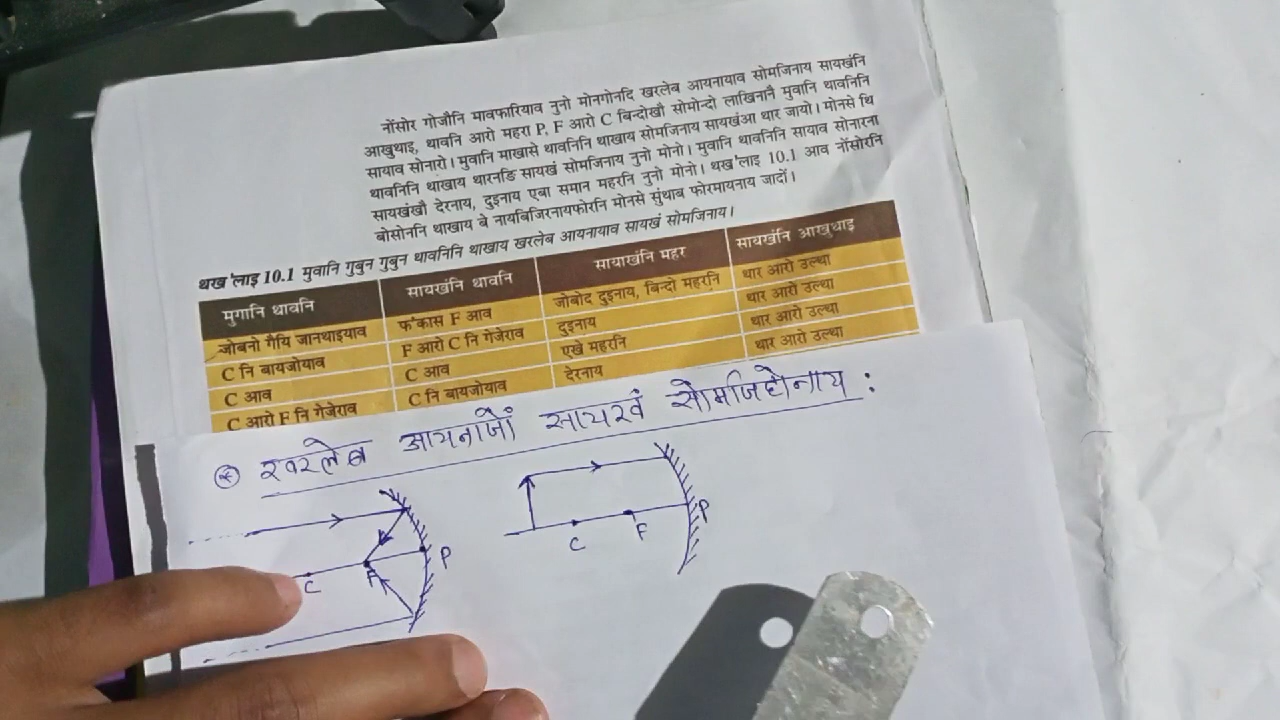 नोंसोर गोजौनि मावफारियाव नुनो मोनगोनदि खरलेब आयनायाव सोमजिनाय सायखंनि
आखुथाइ, थावनि आरो महरा P, F आरो C बिन्दोखौ सोमोन्दो लाखिनानै मुवानि थावनिनि
सायाव सोनारो। मुवानि माखासे थावनिनि थाखाय सोमजिनाय सायखंआ थार जायो। मोनसे थि
थावनिनि थाखाय थारनङि सायखं सोमजिनाय नुनो मोनो। मुवानि थावनिनि सायाव सोनारना
सायखंखौ देरनाय, दुइनाय एबा समान महरनि नुनो मोनो। थख'लाइ 10.1 आव नोंसोरनि
बोसोननि थाखाय बे नायबिजिरनायफोरनि मोनसे सुंथाब फोरमायनाय जादों।
थख'लाइ 10.1 मुवानि गुबुन गुबुन थावनिनि थाखाय खरलेब आयनायाव सायखं सोमजिनाय।
मुगानि थावनि सायखंनि थावनि सायाखंनि महर सायखंनि आखुथाइ
जोबनो गैयि जानथाइयाव फ'कास F आव जोबोद दुइनाय, बिन्दो महरनि थार आरो उल्था
C नि बायजोयाव F आरो C नि गेजेराव दुइनाय थार आरो उल्था
C आव C आव एखे महरनि थार आरो उल्था
C आरो F नि गेजेराव C नि बायजोयाव देरनाय थार आरो उल्था
खरलेब आयनाजों सायखं सोमजिहोनाय :
C F P
C F P